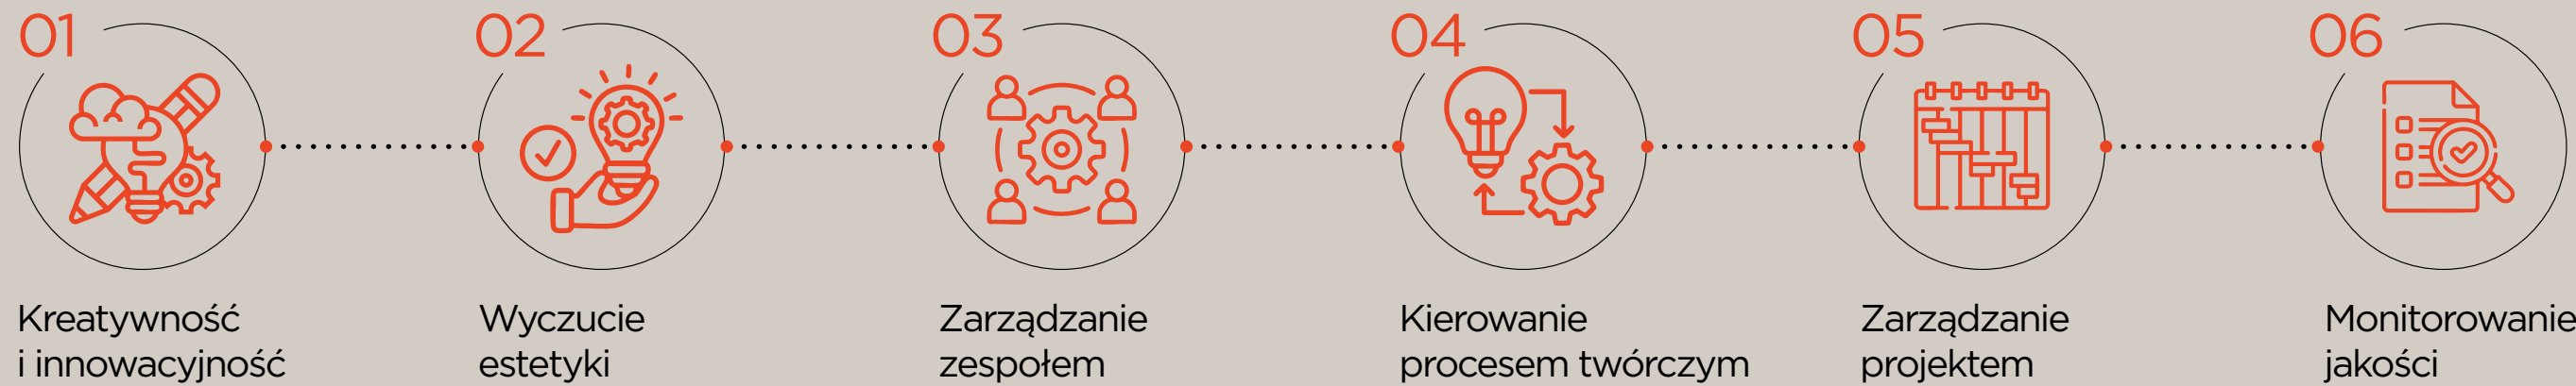 01
Kreatywność
i innowacyjność
02
Wyczucie
estetyki
03
Zarządzanie
zespołem
04
Kierowanie
procesem twórczym
05
Zarządzanie
projektem
06
Monitorowanie
jakości